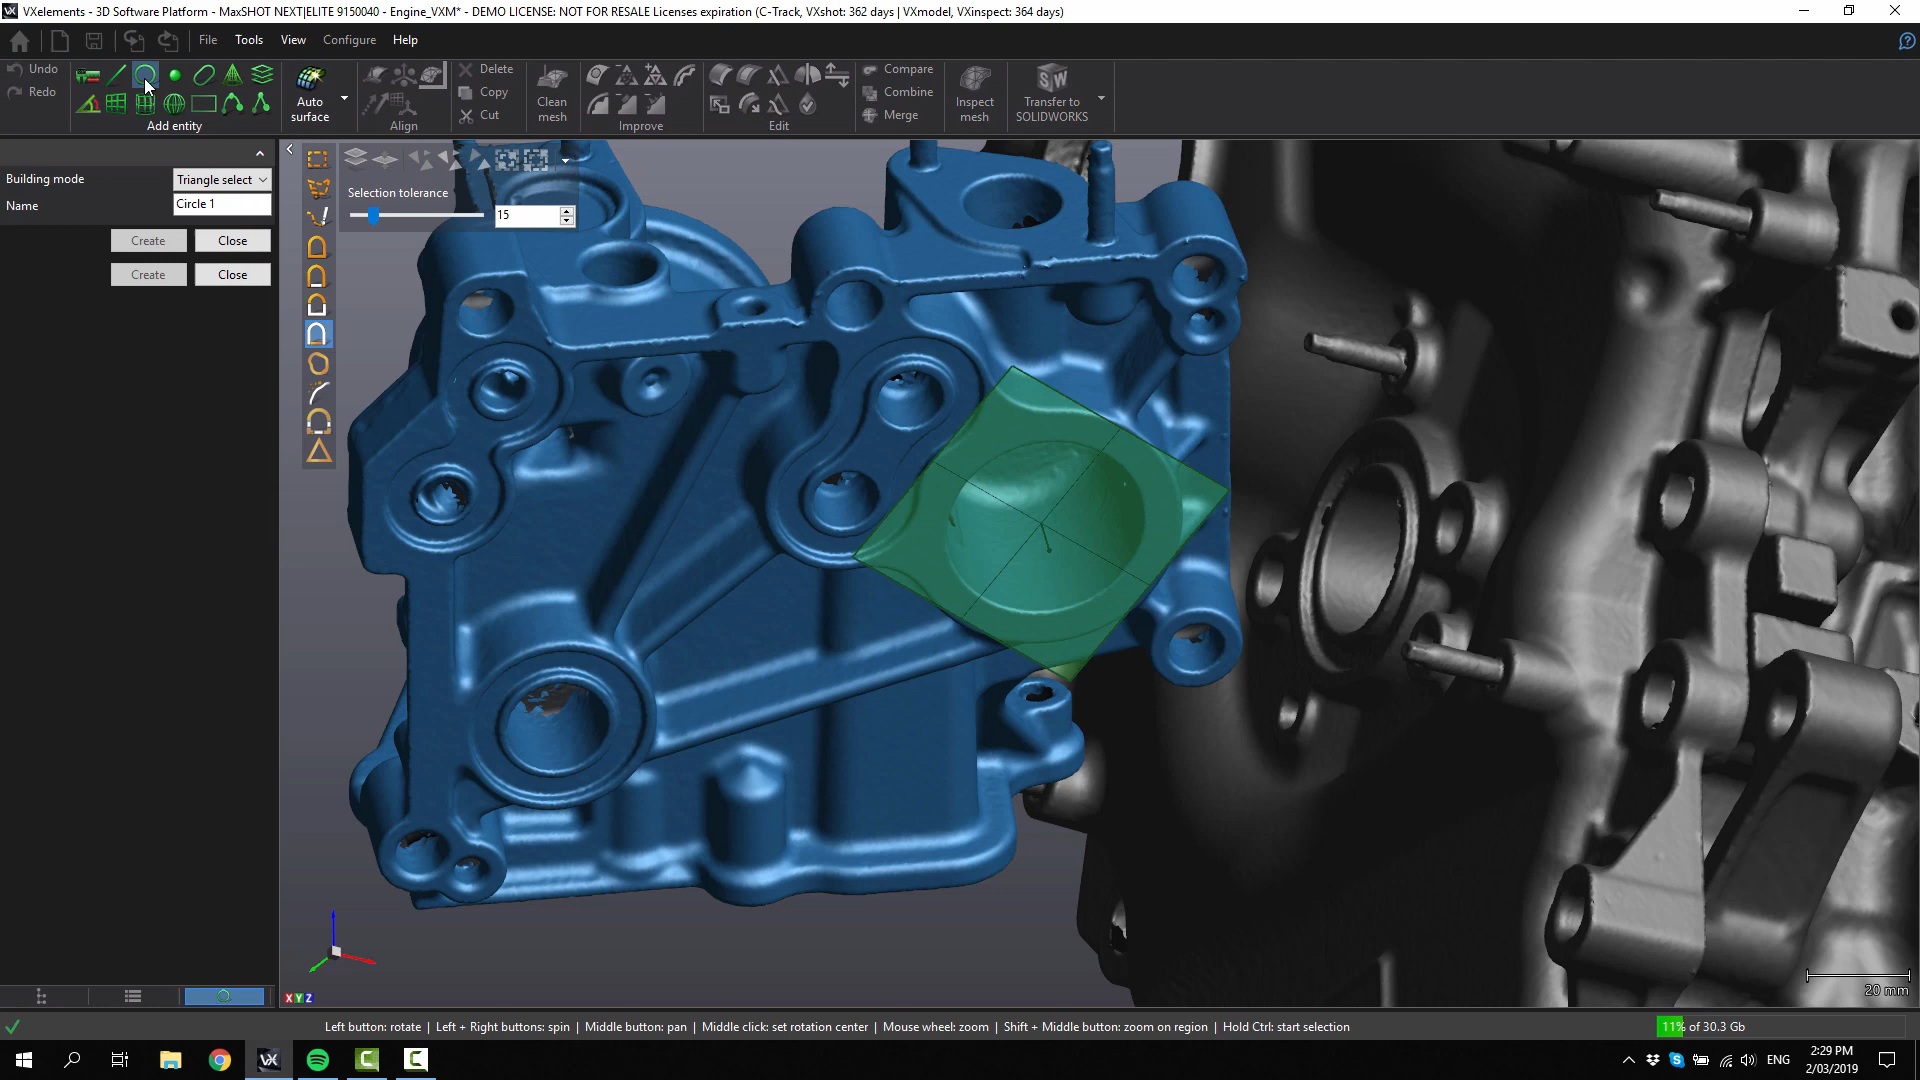 VXelements - 3D Software Platform - MaxSHOT NEXT|ELITE 9150040 - Engine_VXM* - DEMO LICENSE: NOT FOR RESALE Licenses expiration (C-Track, VXshot: 362 days | VXmodel, VXinspect: 364 days)
File Tools View Configure Help
Undo
Redo
Add entity
Auto surface
Align
Delete
Copy
Cut
Clean mesh
Improve
Edit
Compare
Combine
Merge
Inspect mesh
Transfer to SOLIDWORKS
Building mode Triangle select
Name Circle 1
Create Close
Create Close
Selection tolerance
15
20 mm
X Y Z
Left button: rotate | Left + Right buttons: spin | Middle button: pan | Middle click: set rotation center | Mouse wheel: zoom | Shift + Middle button: zoom on region | Hold Ctrl: start selection
11% of 30.3 Gb
ENG
2:29 PM
2/03/2019